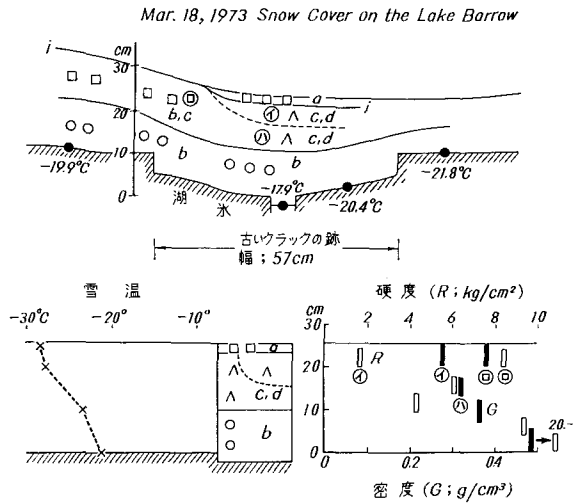 Mar. 18, 1973 Snow Cover on the Lake Barrow
cm
i
30
20
10
0
a
i
b, c
ロ
イ
c, d
ハ
c, d
b
b
-19.9°C
-17.9°C
-20.4°C
-21.8°C
湖 氷
古いクラックの跡
幅；57cm
雪 温
-30°C -20° -10°
a
c, d
b
硬度 (R; kg/cm²)
2 4 6 8 10
cm
30
20
10
0
R
イ イ ロ ロ
ハ
G
20.-
0 0.2 04
密度 (G; g/cm³)